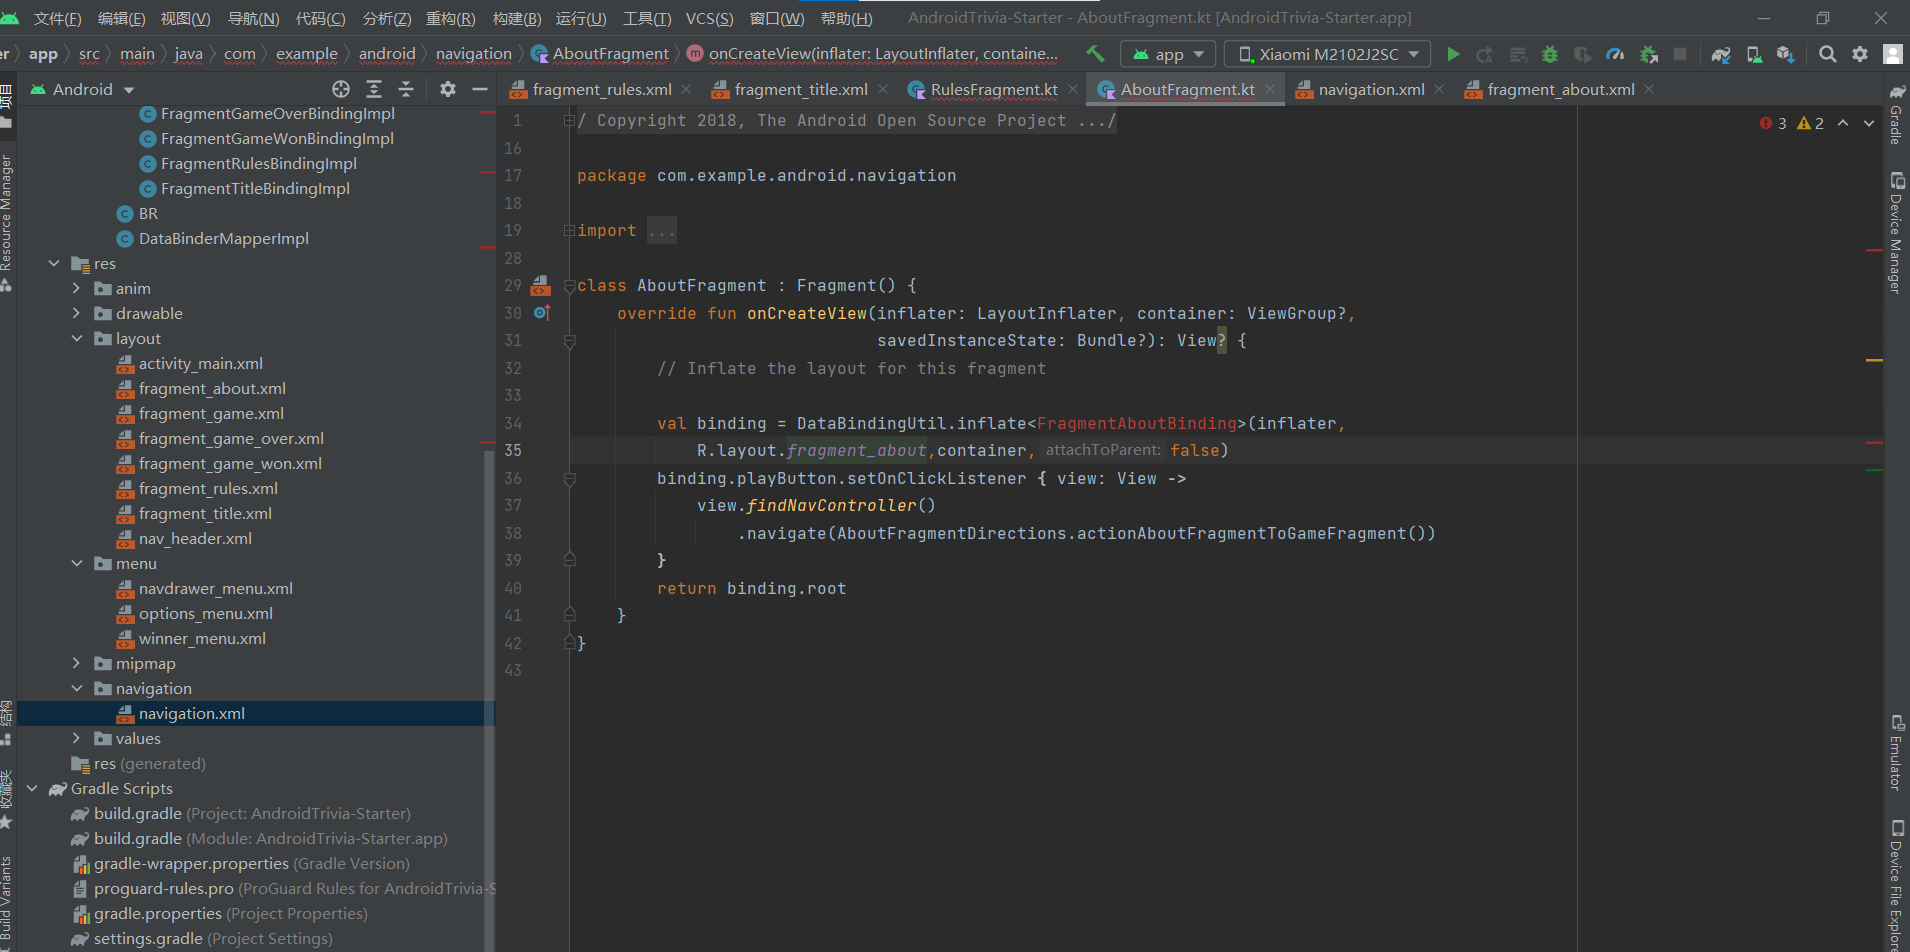 文件(F) 编辑(E) 视图(V) 导航(N) 代码(C) 分析(Z) 重构(R) 构建(B) 运行(U) 工具(T) VCS(S) 窗口(W) 帮助(H) AndroidTrivia-Starter - AboutFragment.kt [AndroidTrivia-Starter.app]
er app src main java com example android navigation AboutFragment onCreateView(inflater: LayoutInflater, containe... app Xiaomi M2102J2SC
项目
Android
fragment_rules.xml fragment_title.xml RulesFragment.kt AboutFragment.kt navigation.xml fragment_about.xml
FragmentGameOverBindingImpl
FragmentGameWonBindingImpl
FragmentRulesBindingImpl
FragmentTitleBindingImpl
BR
DataBinderMapperImpl
res
anim
drawable
layout
activity_main.xml
fragment_about.xml
fragment_game.xml
fragment_game_over.xml
fragment_game_won.xml
fragment_rules.xml
fragment_title.xml
nav_header.xml
menu
navdrawer_menu.xml
options_menu.xml
winner_menu.xml
mipmap
navigation
navigation.xml
values
res (generated)
Gradle Scripts
build.gradle (Project: AndroidTrivia-Starter)
build.gradle (Module: AndroidTrivia-Starter.app)
gradle-wrapper.properties (Gradle Version)
proguard-rules.pro (ProGuard Rules for AndroidTrivia-S
gradle.properties (Project Properties)
settings.gradle (Project Settings)
Resource Manager
结构
收藏夹
Build Variants
1 / Copyright 2018, The Android Open Source Project .../
3 2
16
17 package com.example.android.navigation
18
19 import ...
28
29 class AboutFragment : Fragment() {
30 override fun onCreateView(inflater: LayoutInflater, container: ViewGroup?,
31 savedInstanceState: Bundle?): View? {
32 // Inflate the layout for this fragment
33
34 val binding = DataBindingUtil.inflate<FragmentAboutBinding>(inflater,
35 R.layout.fragment_about,container, attachToParent: false)
36 binding.playButton.setOnClickListener { view: View ->
37 view.findNavController()
38 .navigate(AboutFragmentDirections.actionAboutFragmentToGameFragment())
39 }
40 return binding.root
41 }
42 }
43
Gradle
Device Manager
Emulator
Device File Explore